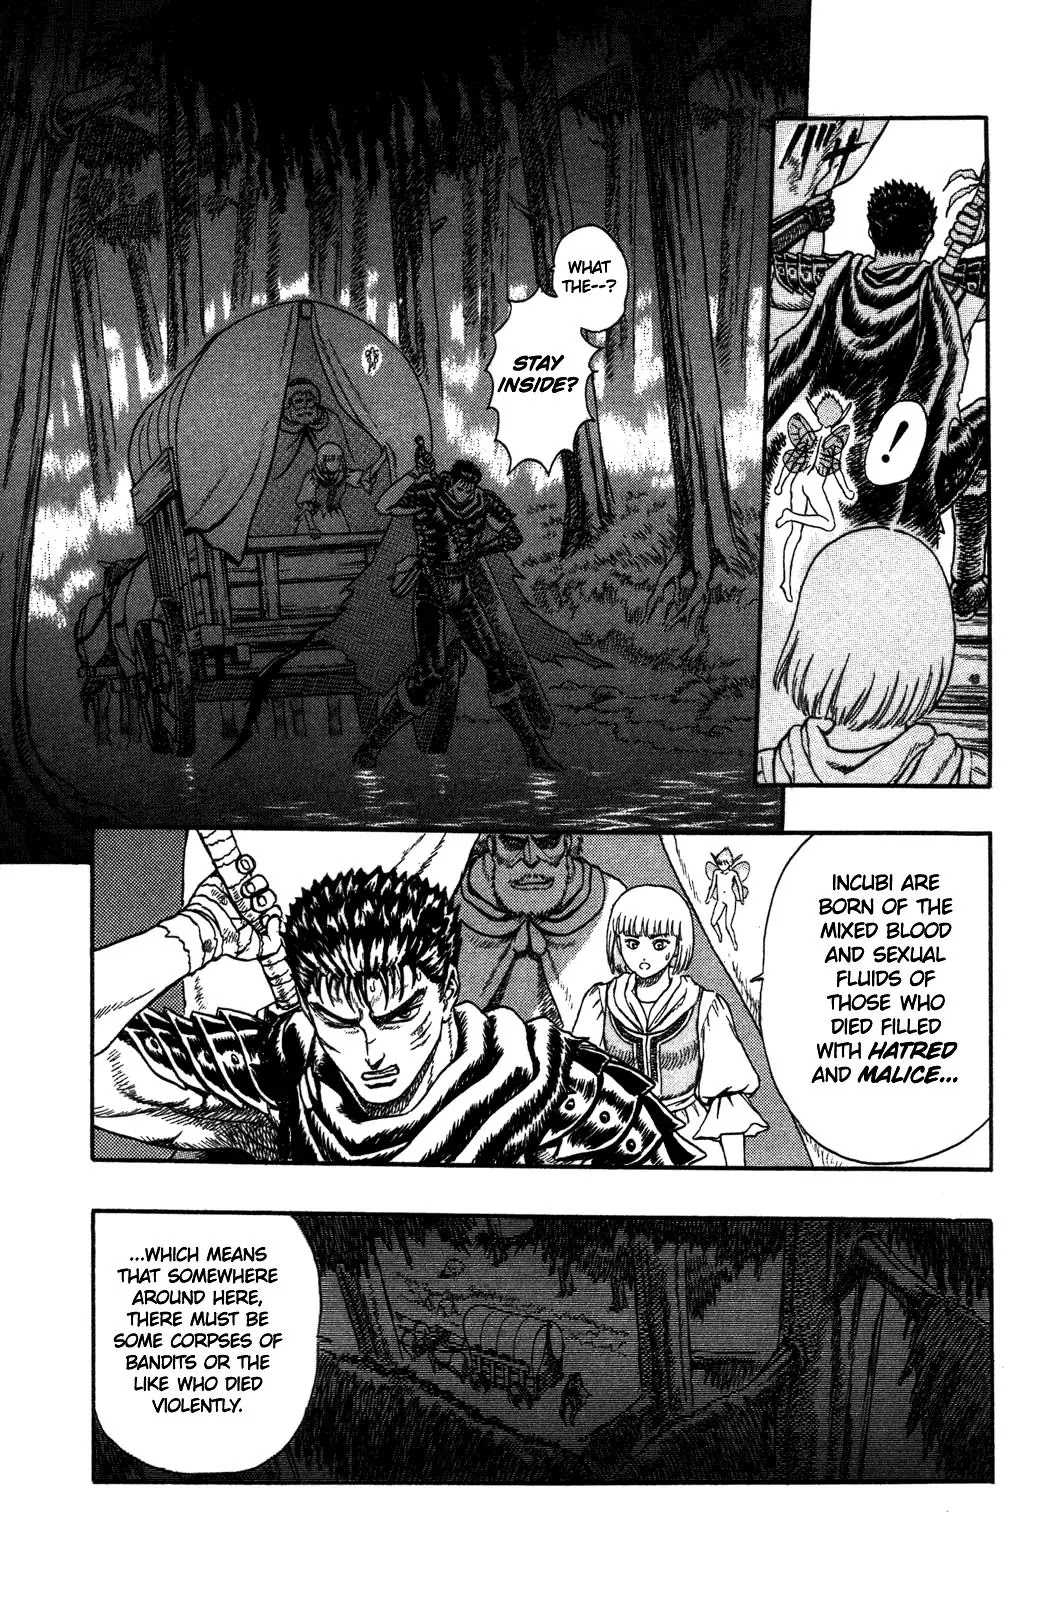 !
WHAT
THE--?
STAY
INSIDE?
INCUBI ARE
BORN OF THE
MIXED BLOOD
AND SEXUAL
FLUIDS OF
THOSE WHO
DIED FILLED
WITH HATRED
AND MALICE...
...WHICH MEANS
THAT SOMEWHERE
AROUND HERE,
THERE MUST BE
SOME CORPSES OF
BANDITS OR THE
LIKE WHO DIED
VIOLENTLY.